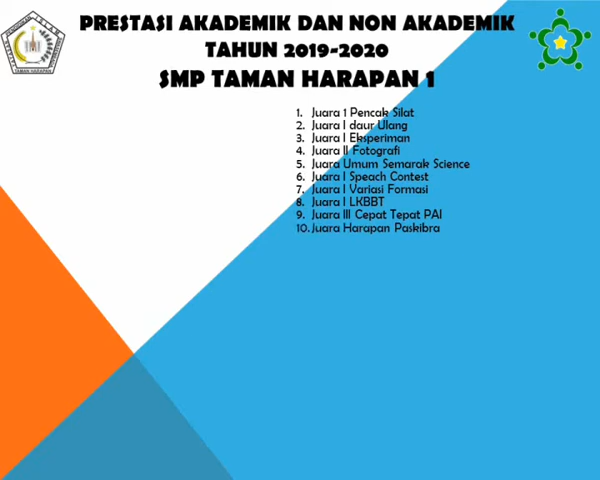 PRESTASI AKADEMIK DAN NON AKADEMIK
TAHUN 2019-2020
SMP TAMAN HARAPAN 1
1. Juara 1 Pencak Silat
2. Juara I daur Ulang
3. Juara I Eksperiman
4. Juara II Fotografi
5. Juara Umum Semarak Science
6. Juara I Speach Contest
7. Juara I Variasi Formasi
8. Juara I LKBBT
9. Juara III Cepat Tepat PAI
10. Juara Harapan Paskibra
TAMAN HARAPAN